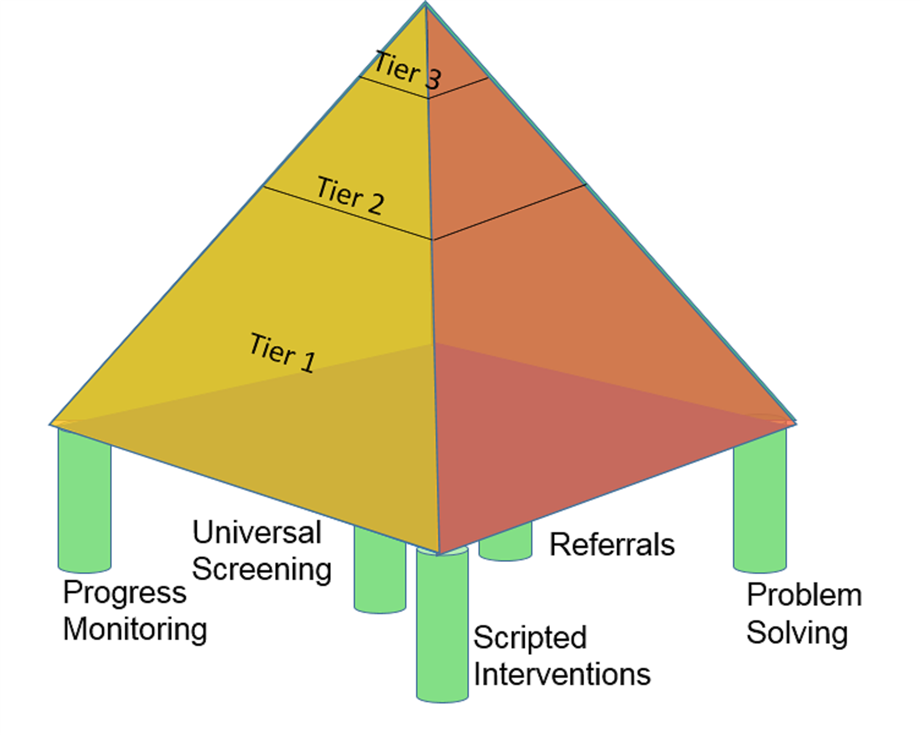 Tier 3
Tier 2
Tier 1
Universal
Screening
Referrals
Progress
Monitoring
Problem
Solving
Scripted
Interventions